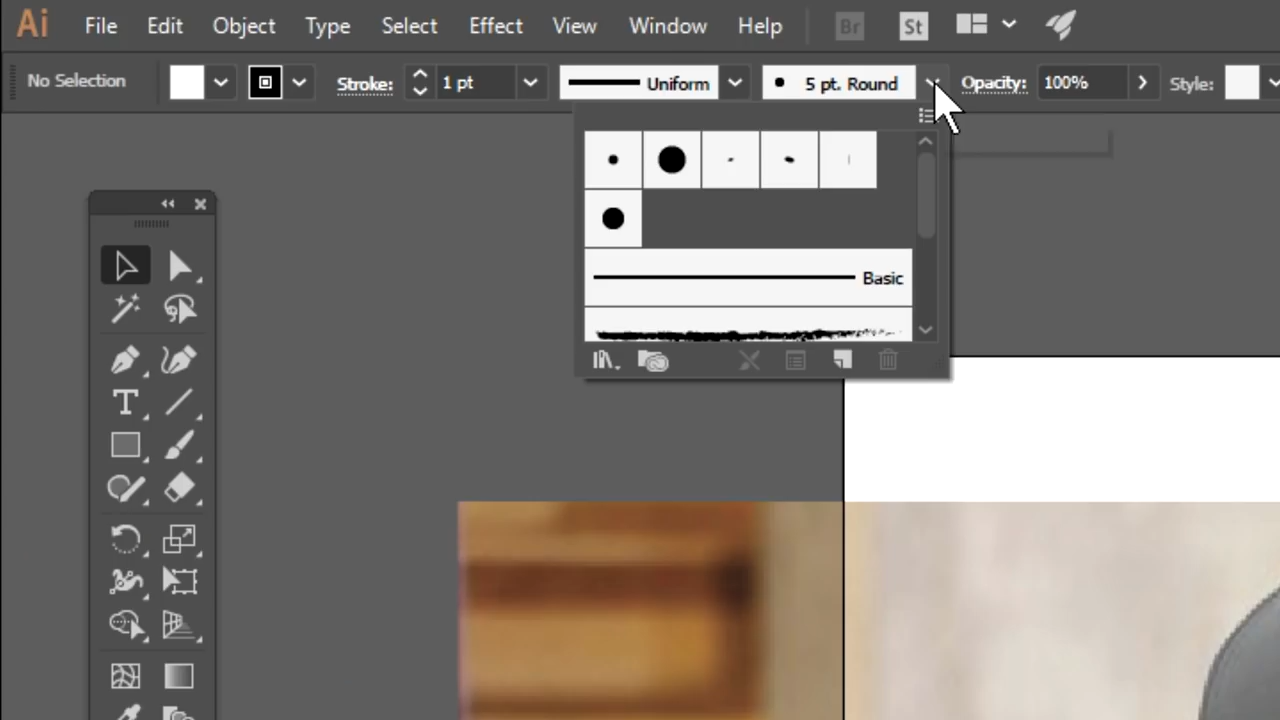 Ai File Edit Object Type Select Effect View Window Help Br St
No Selection Stroke: 1 pt Uniform 5 pt. Round Opacity: 100% Style:
Basic